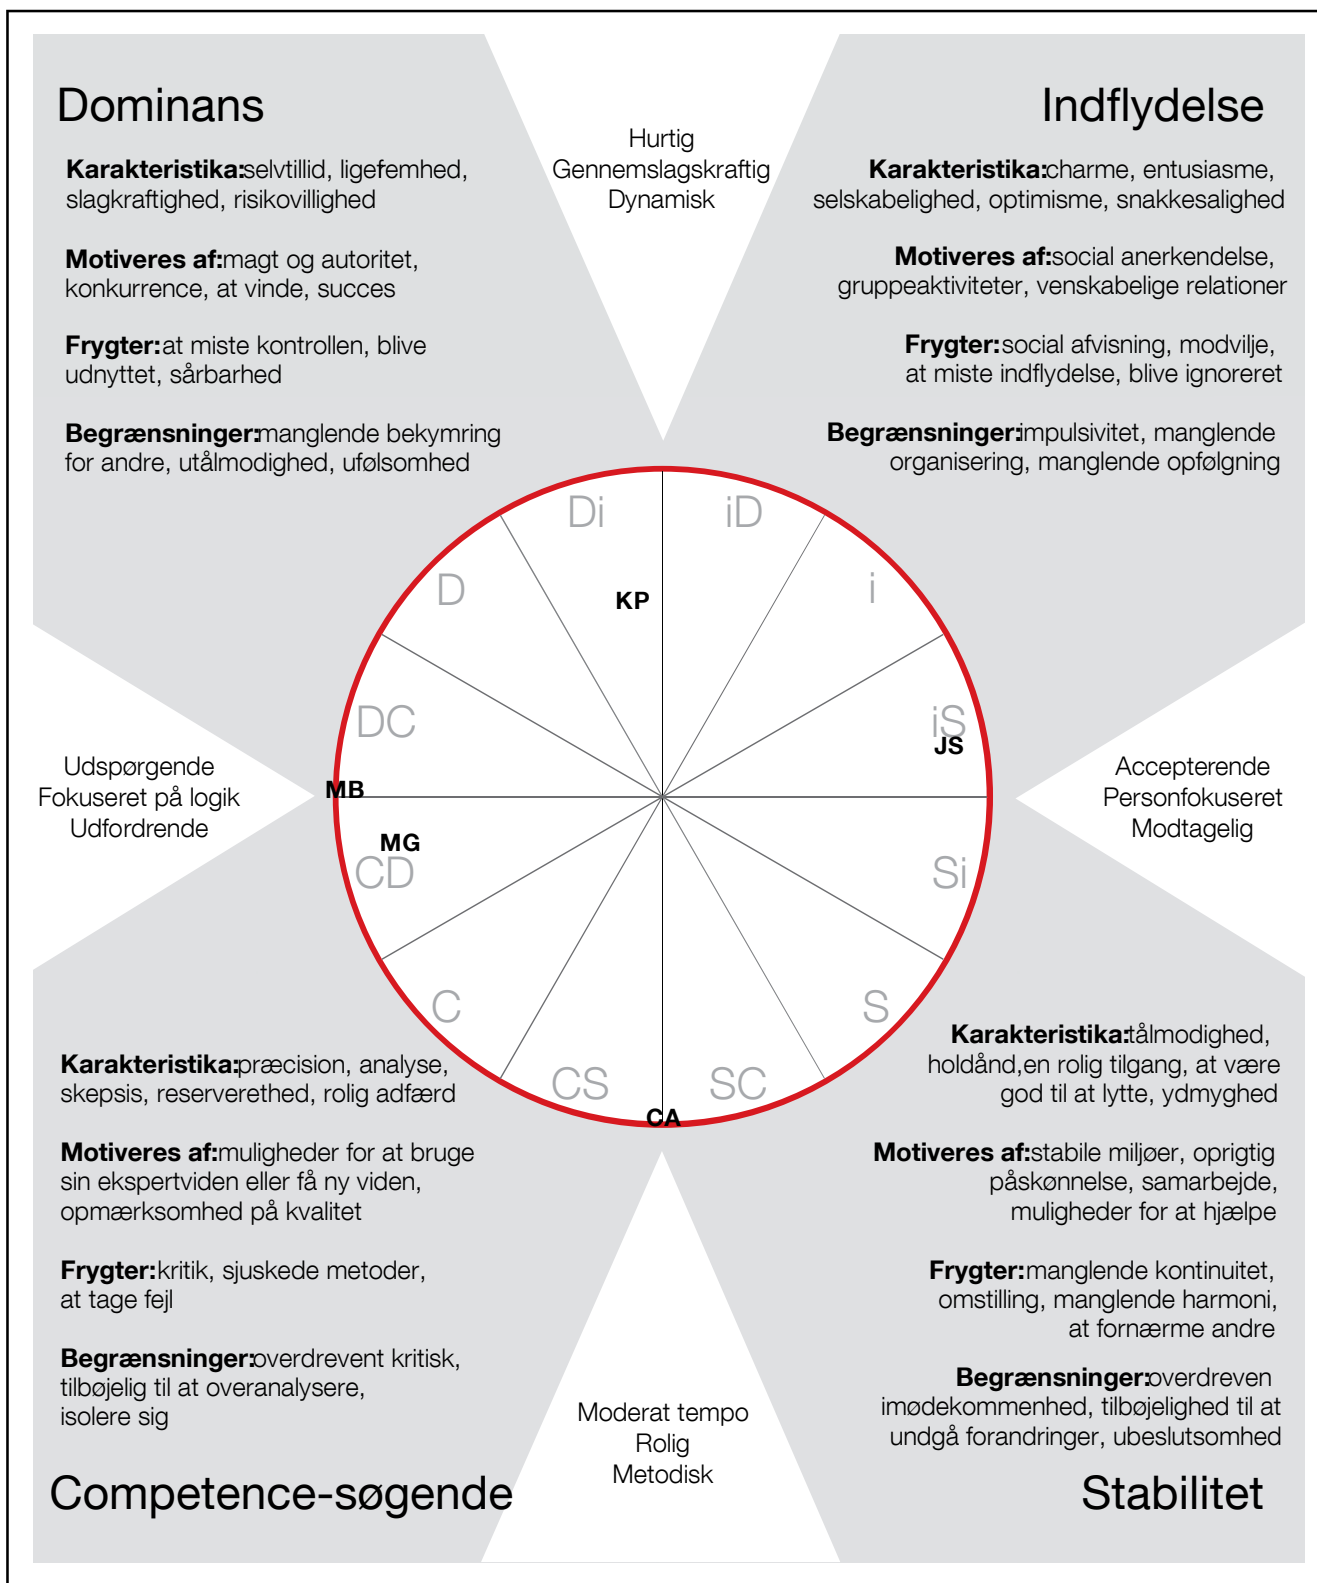 Dominans
Karakteristika:selvtillid, ligefemhed,
slagkraftighed, risikovillighed
Motiveres af:magt og autoritet,
konkurrence, at vinde, succes
Frygter:at miste kontrollen, blive
udnyttet, sårbarhed
Begrænsninger:manglende bekymring
for andre, utålmodighed, ufølsomhed
Hurtig
Gennemslagskraftig
Dynamisk
Indflydelse
Karakteristika:charme, entusiasme,
selskabelighed, optimisme, snakkesalighed
Motiveres af:social anerkendelse,
gruppeaktiviteter, venskabelige relationer
Frygter:social afvisning, modvilje,
at miste indflydelse, blive ignoreret
Begrænsninger:impulsivitet, manglende
organisering, manglende opfølgning
Di
iD
D
i
KP
DC
iS
JS
MB
MG
CD
Si
C
S
CS
SC
CA
Udspørgende
Fokuseret på logik
Udfordrende
Accepterende
Personfokuseret
Modtagelig
Karakteristika:præcision, analyse,
skepsis, reserverethed, rolig adfærd
Motiveres af:muligheder for at bruge
sin ekspertviden eller få ny viden,
opmærksomhed på kvalitet
Frygter:kritik, sjuskede metoder,
at tage fejl
Begrænsninger:overdrevent kritisk,
tilbøjelig til at overanalysere,
isolere sig
Competence-søgende
Moderat tempo
Rolig
Metodisk
Karakteristika:tålmodighed,
holdånd,en rolig tilgang, at være
god til at lytte, ydmyghed
Motiveres af:stabile miljøer, oprigtig
påskønnelse, samarbejde,
muligheder for at hjælpe
Frygter:manglende kontinuitet,
omstilling, manglende harmoni,
at fornærme andre
Begrænsninger:overdreven
imødekommenhed, tilbøjelighed til at
undgå forandringer, ubeslutsomhed
Stabilitet